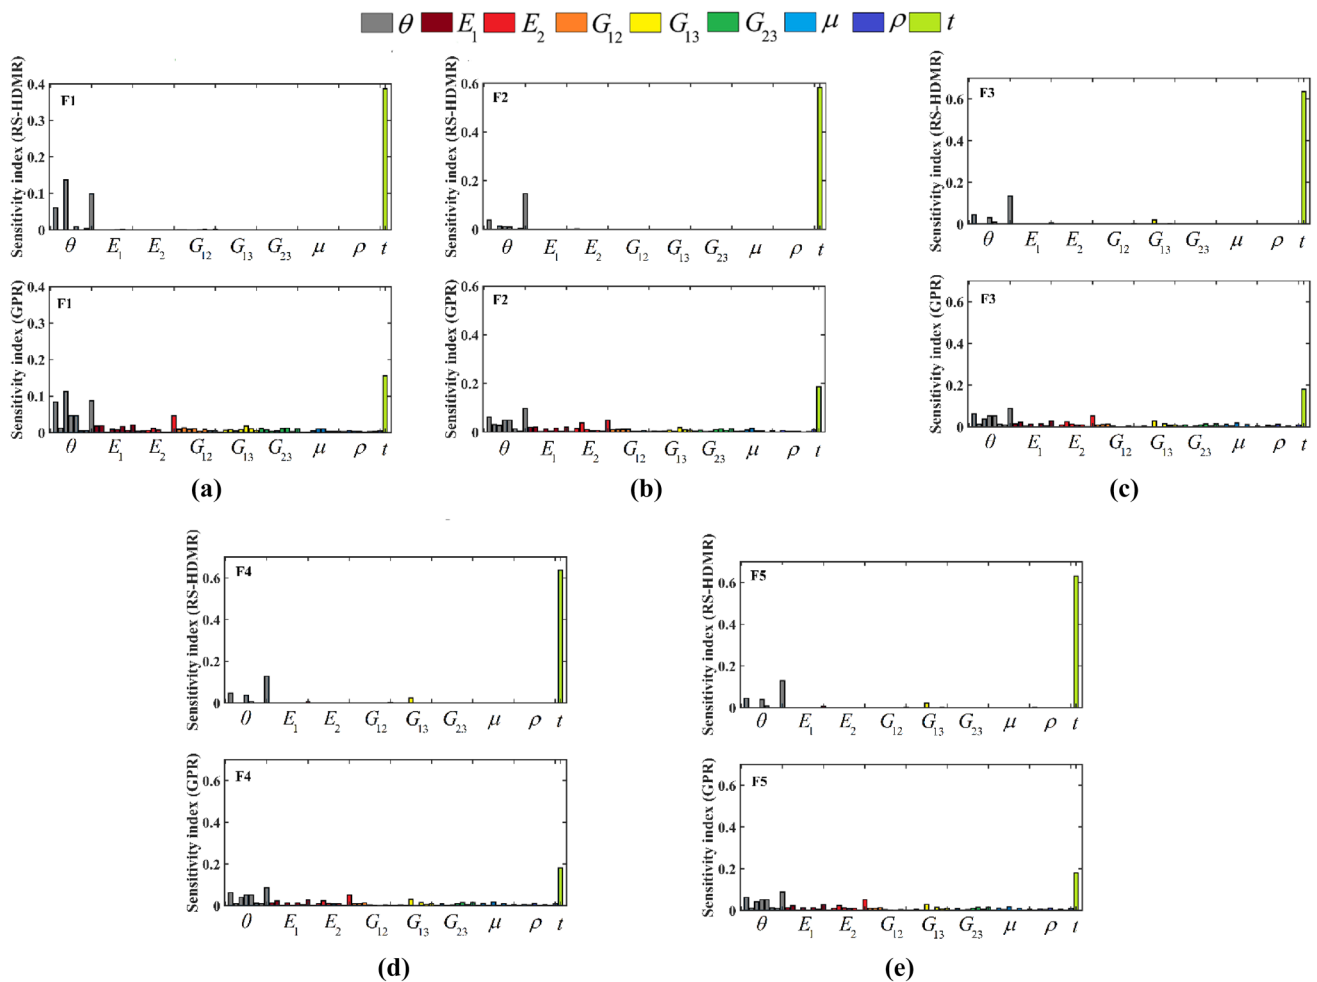 θ E1 E2 G12 G13 G23 μ ρ t
Sensitivity index (RS-HDMR)
F1
0.4
0.3
0.2
0.1
0
θ E1 E2 G12 G13 G23 μ ρ t
Sensitivity index (GPR)
F1
0.4
0.3
0.2
0.1
0
θ E1 E2 G12 G13 G23 μ ρ t
(a)
Sensitivity index (RS-HDMR)
F2
0.6
0.4
0.2
0
θ E1 E2 G12 G13 G23 μ ρ t
Sensitivity index (GPR)
F2
0.6
0.4
0.2
0
θ E1 E2 G12 G13 G23 μ ρ t
(b)
Sensitivity index (RS-HDMR)
F3
0.6
0.4
0.2
0
θ E1 E2 G12 G13 G23 μ ρ t
Sensitivity index (GPR)
F3
0.6
0.4
0.2
0
θ E1 E2 G12 G13 G23 μ ρ t
(c)
Sensitivity index (RS-HDMR)
F4
0.6
0.4
0.2
0
θ E1 E2 G12 G13 G23 μ ρ t
Sensitivity index (GPR)
F4
0.6
0.4
0.2
0
θ E1 E2 G12 G13 G23 μ ρ t
(d)
Sensitivity index (RS-HDMR)
F5
0.6
0.4
0.2
0
θ E1 E2 G12 G13 G23 μ ρ t
Sensitivity index (GPR)
F5
0.6
0.4
0.2
0
θ E1 E2 G12 G13 G23 μ ρ t
(e)